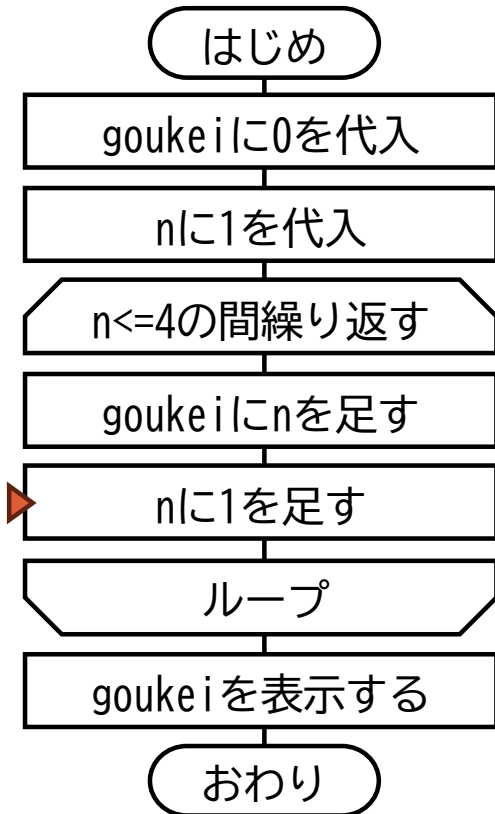 はじめ
goukeiに0を代入
nに1を代入
n<=4の間繰り返す
goukeiにnを足す
nに1を足す
ループ
goukeiを表示する
おわり